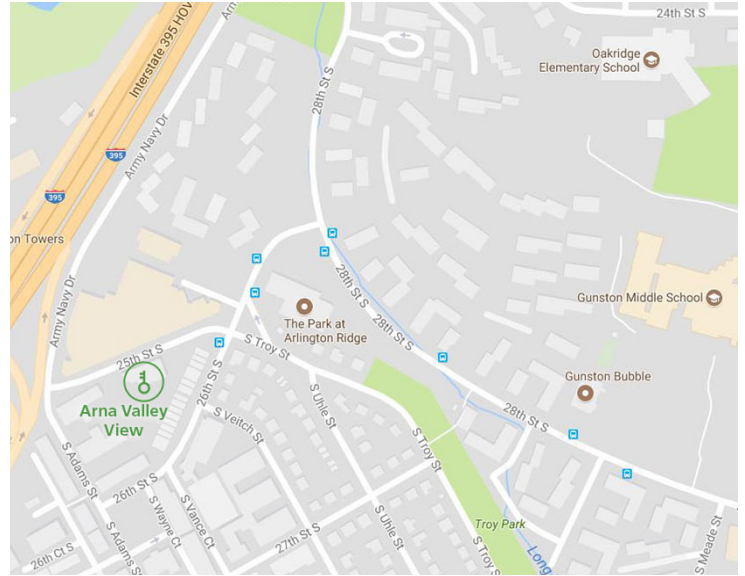 24th St S
Interstate 395 HOV
Oakridge
Elementary School
28th St S
Army Navy Dr
395
395
on Towers
28th St S
Gunston Middle School
Army Navy Dr
The Park at
Arlington Ridge
28th St S
25th St S
S Troy St
Gunston Bubble
26th St S
Arna Valley
View
S Uhle St
S Veitch St
28th St S
S Troy St
S Adams St
26th St S
S Wayne Ct
S Vance Ct
S Uhle St
Troy Park
S Meade St
27th St S
S Adams St
S Troy St
Long
26th Ct S